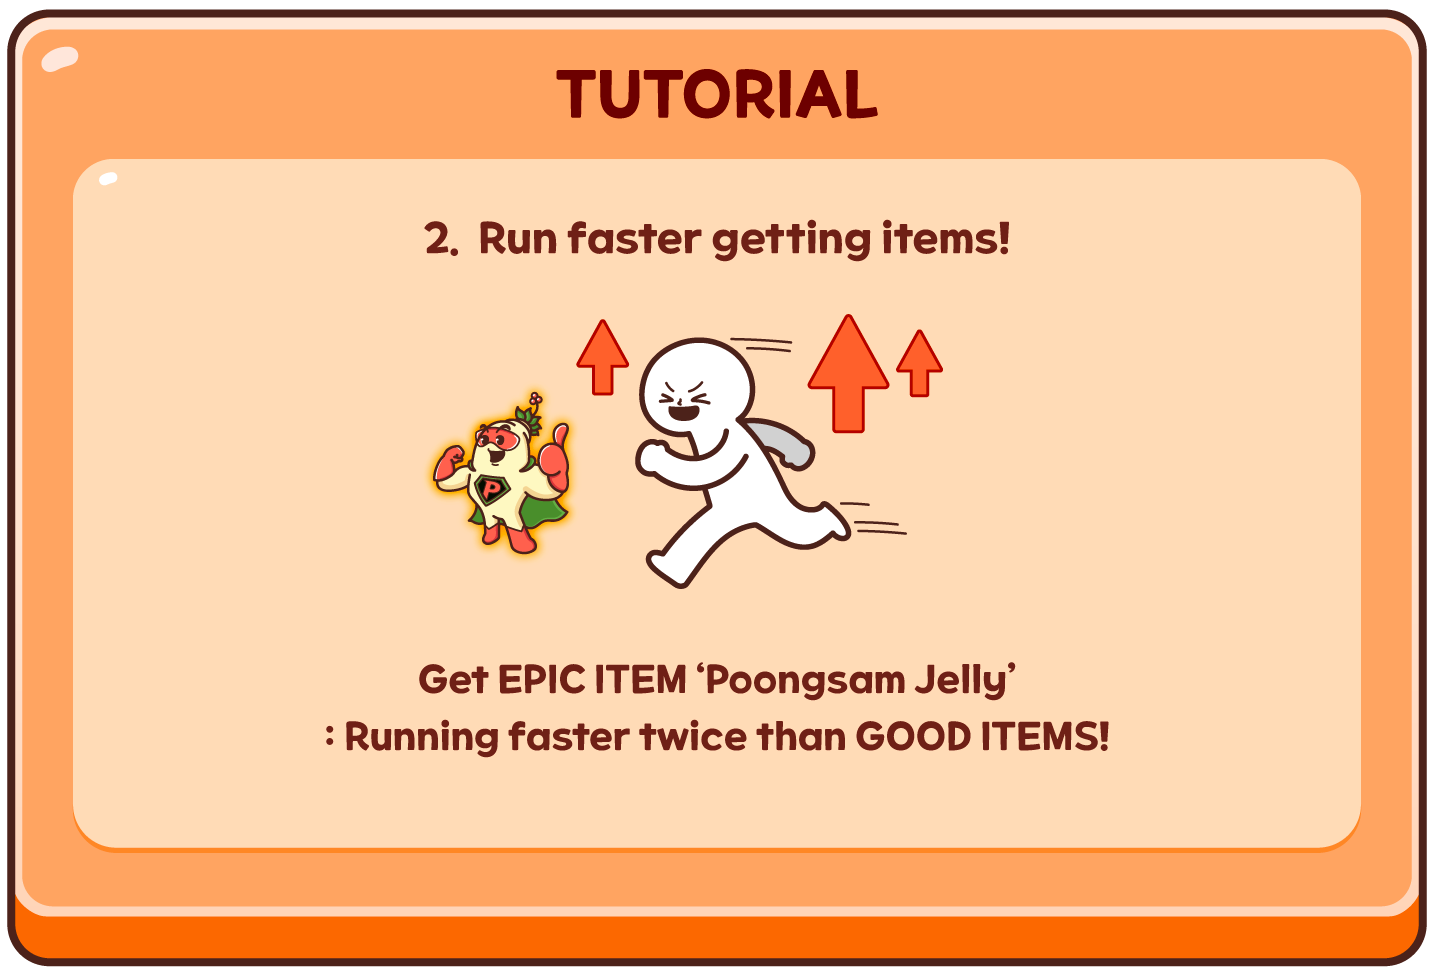 TUTORIAL
2. Run faster getting items!
P
Get EPIC ITEM ‘Poongsam Jelly’
: Running faster twice than GOOD ITEMS!